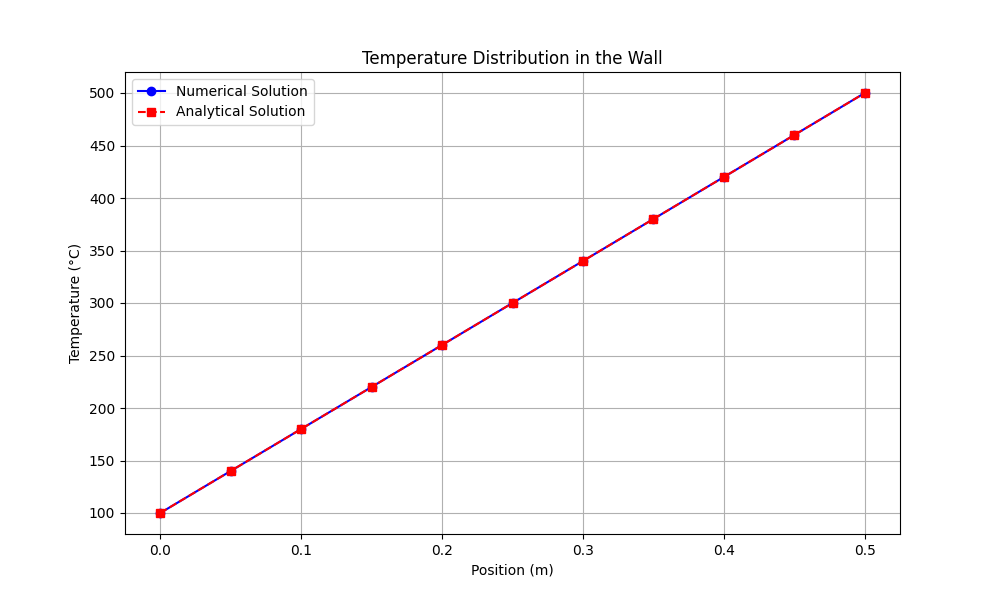 Temperature Distribution in the Wall
Numerical Solution
Analytical Solution
500
450
400
350
300
250
200
150
100
Temperature (°C)
0.0 0.1 0.2 0.3 0.4 0.5
Position (m)